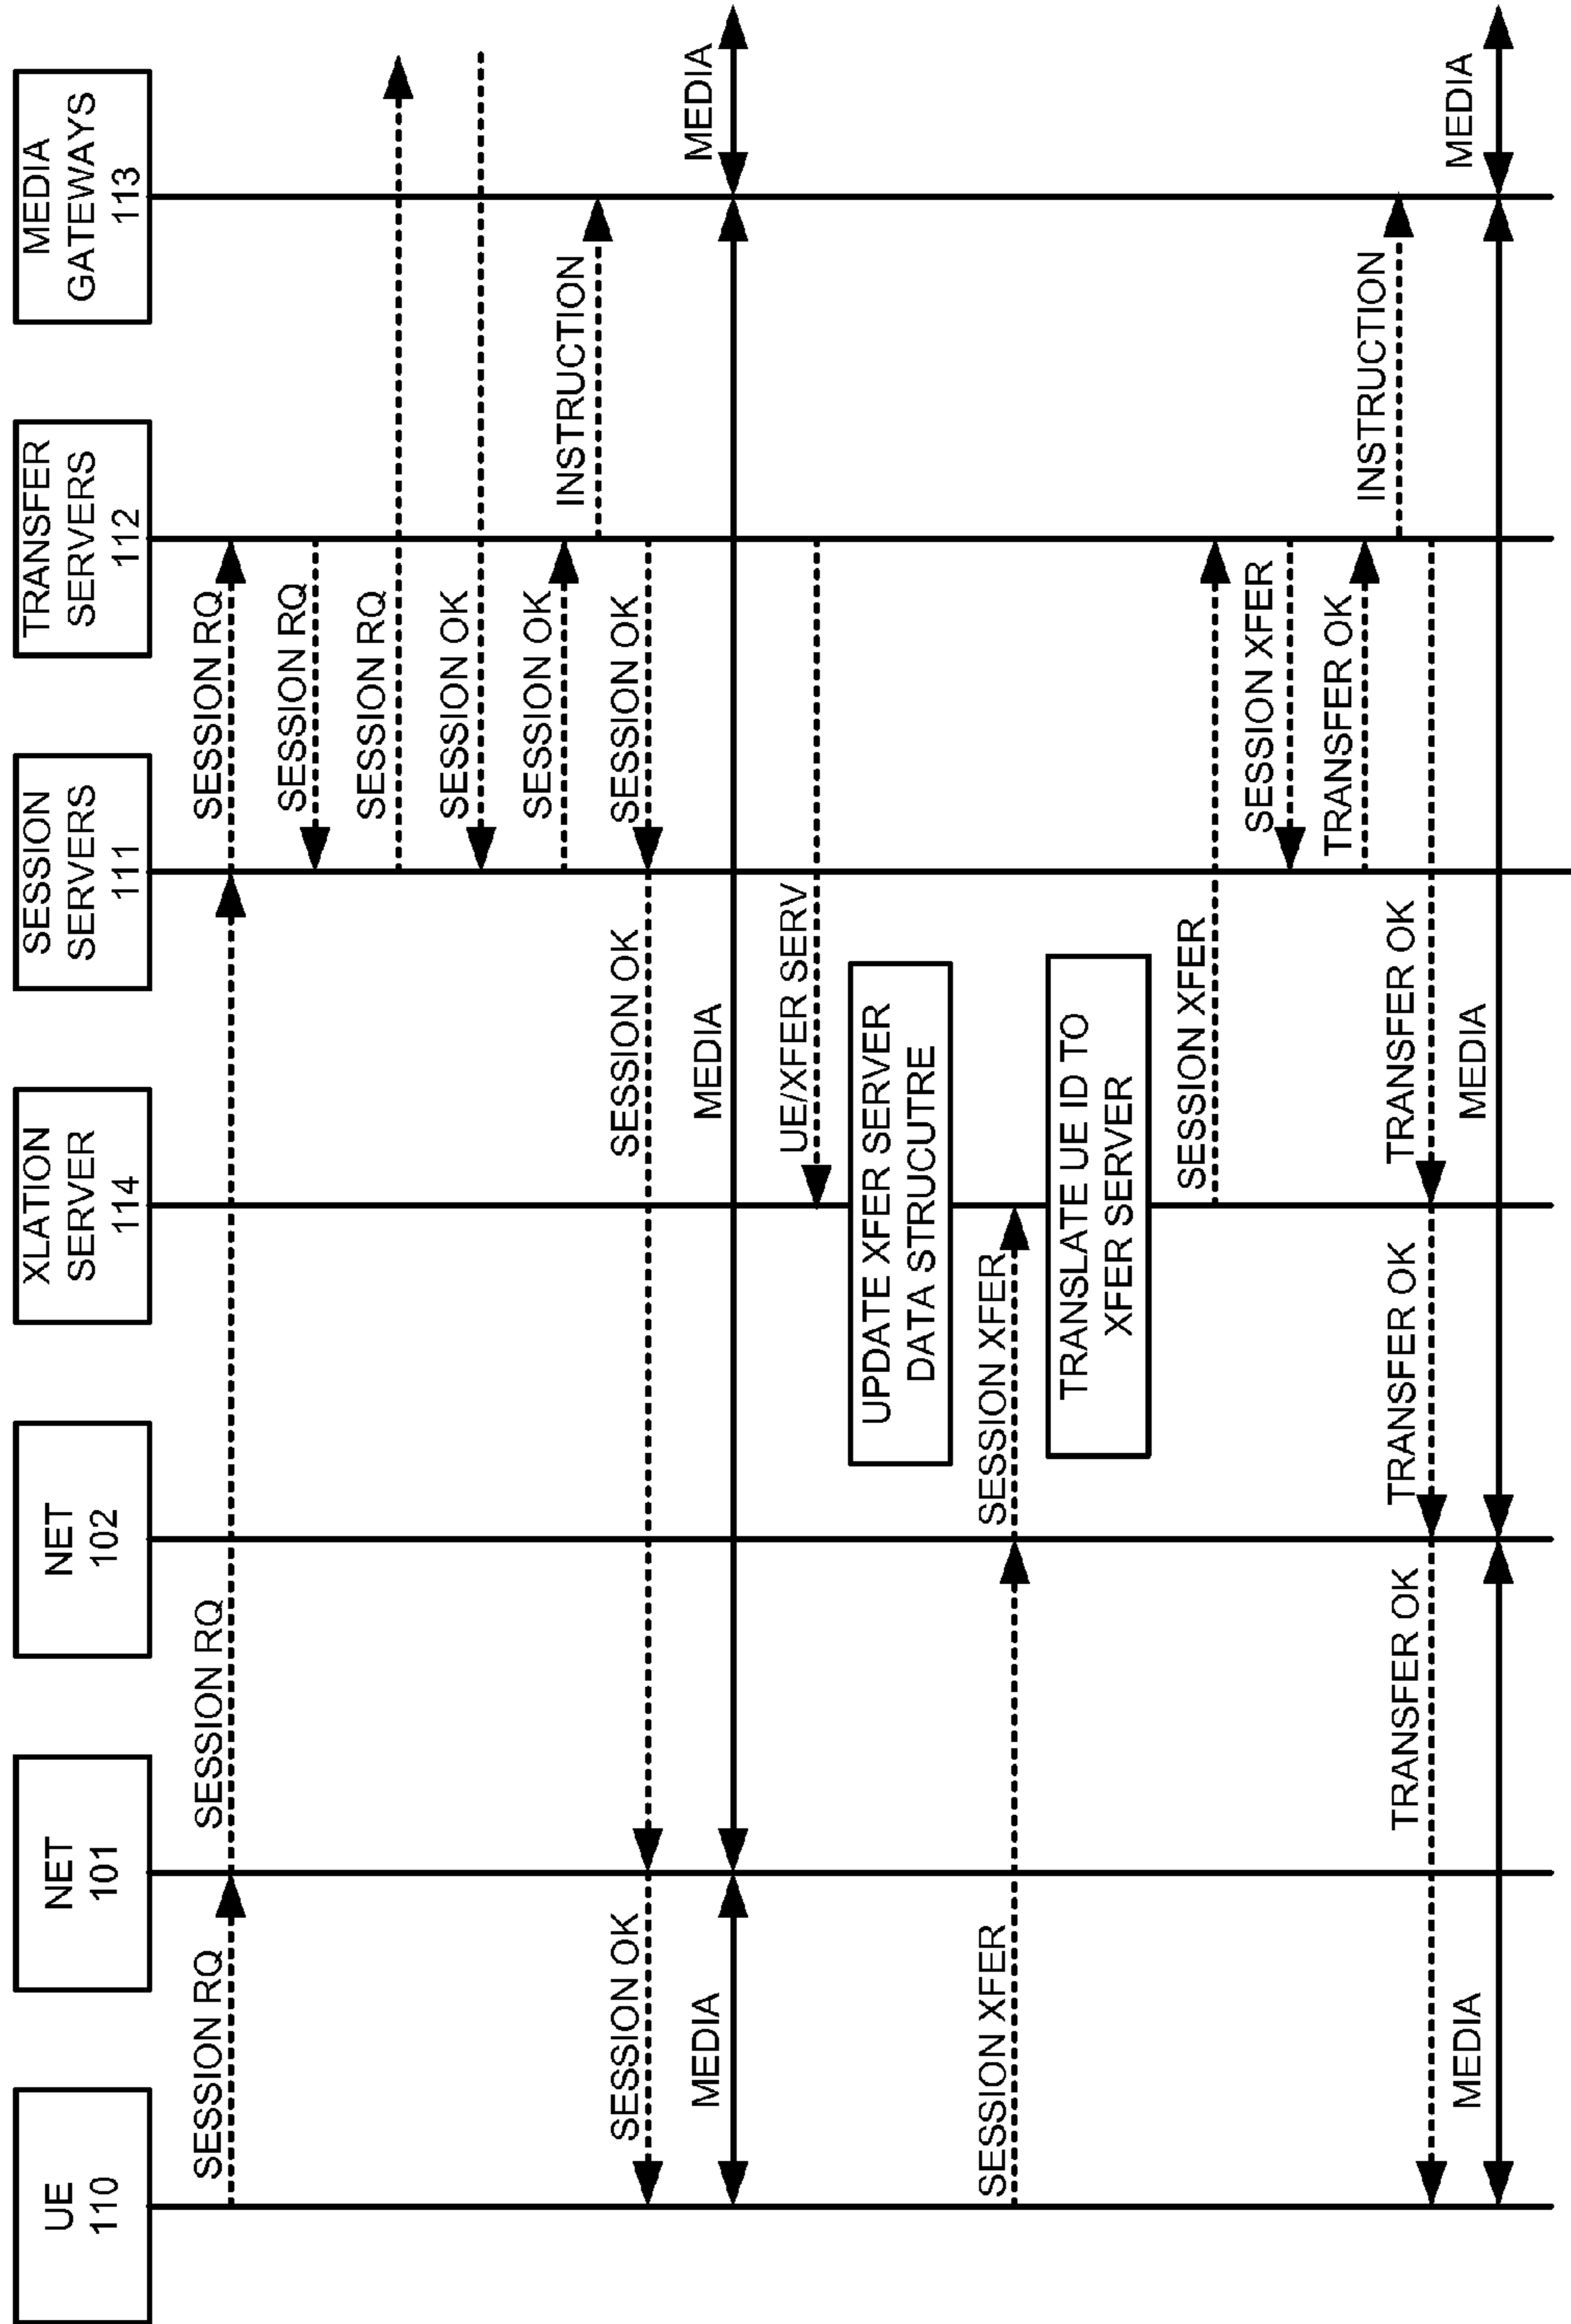 UE
110
NET
101
NET
102
XLATION
SERVER
114
SESSION
SERVERS
111
TRANSFER
SERVERS
112
MEDIA
GATEWAYS
113
SESSION RQ
SESSION RQ
SESSION RQ
SESSION RQ
SESSION RQ
SESSION OK
SESSION OK
INSTRUCTION
SESSION OK
SESSION OK
SESSION OK
MEDIA
MEDIA
MEDIA
UE/XFER SERV
UPDATE XFER SERVER
DATA STRUCUTRE
SESSION XFER
SESSION XFER
TRANSLATE UE ID TO
XFER SERVER
SESSION XFER
SESSION XFER
TRANSFER OK
INSTRUCTION
TRANSFER OK
TRANSFER OK
TRANSFER OK
MEDIA
MEDIA
MEDIA